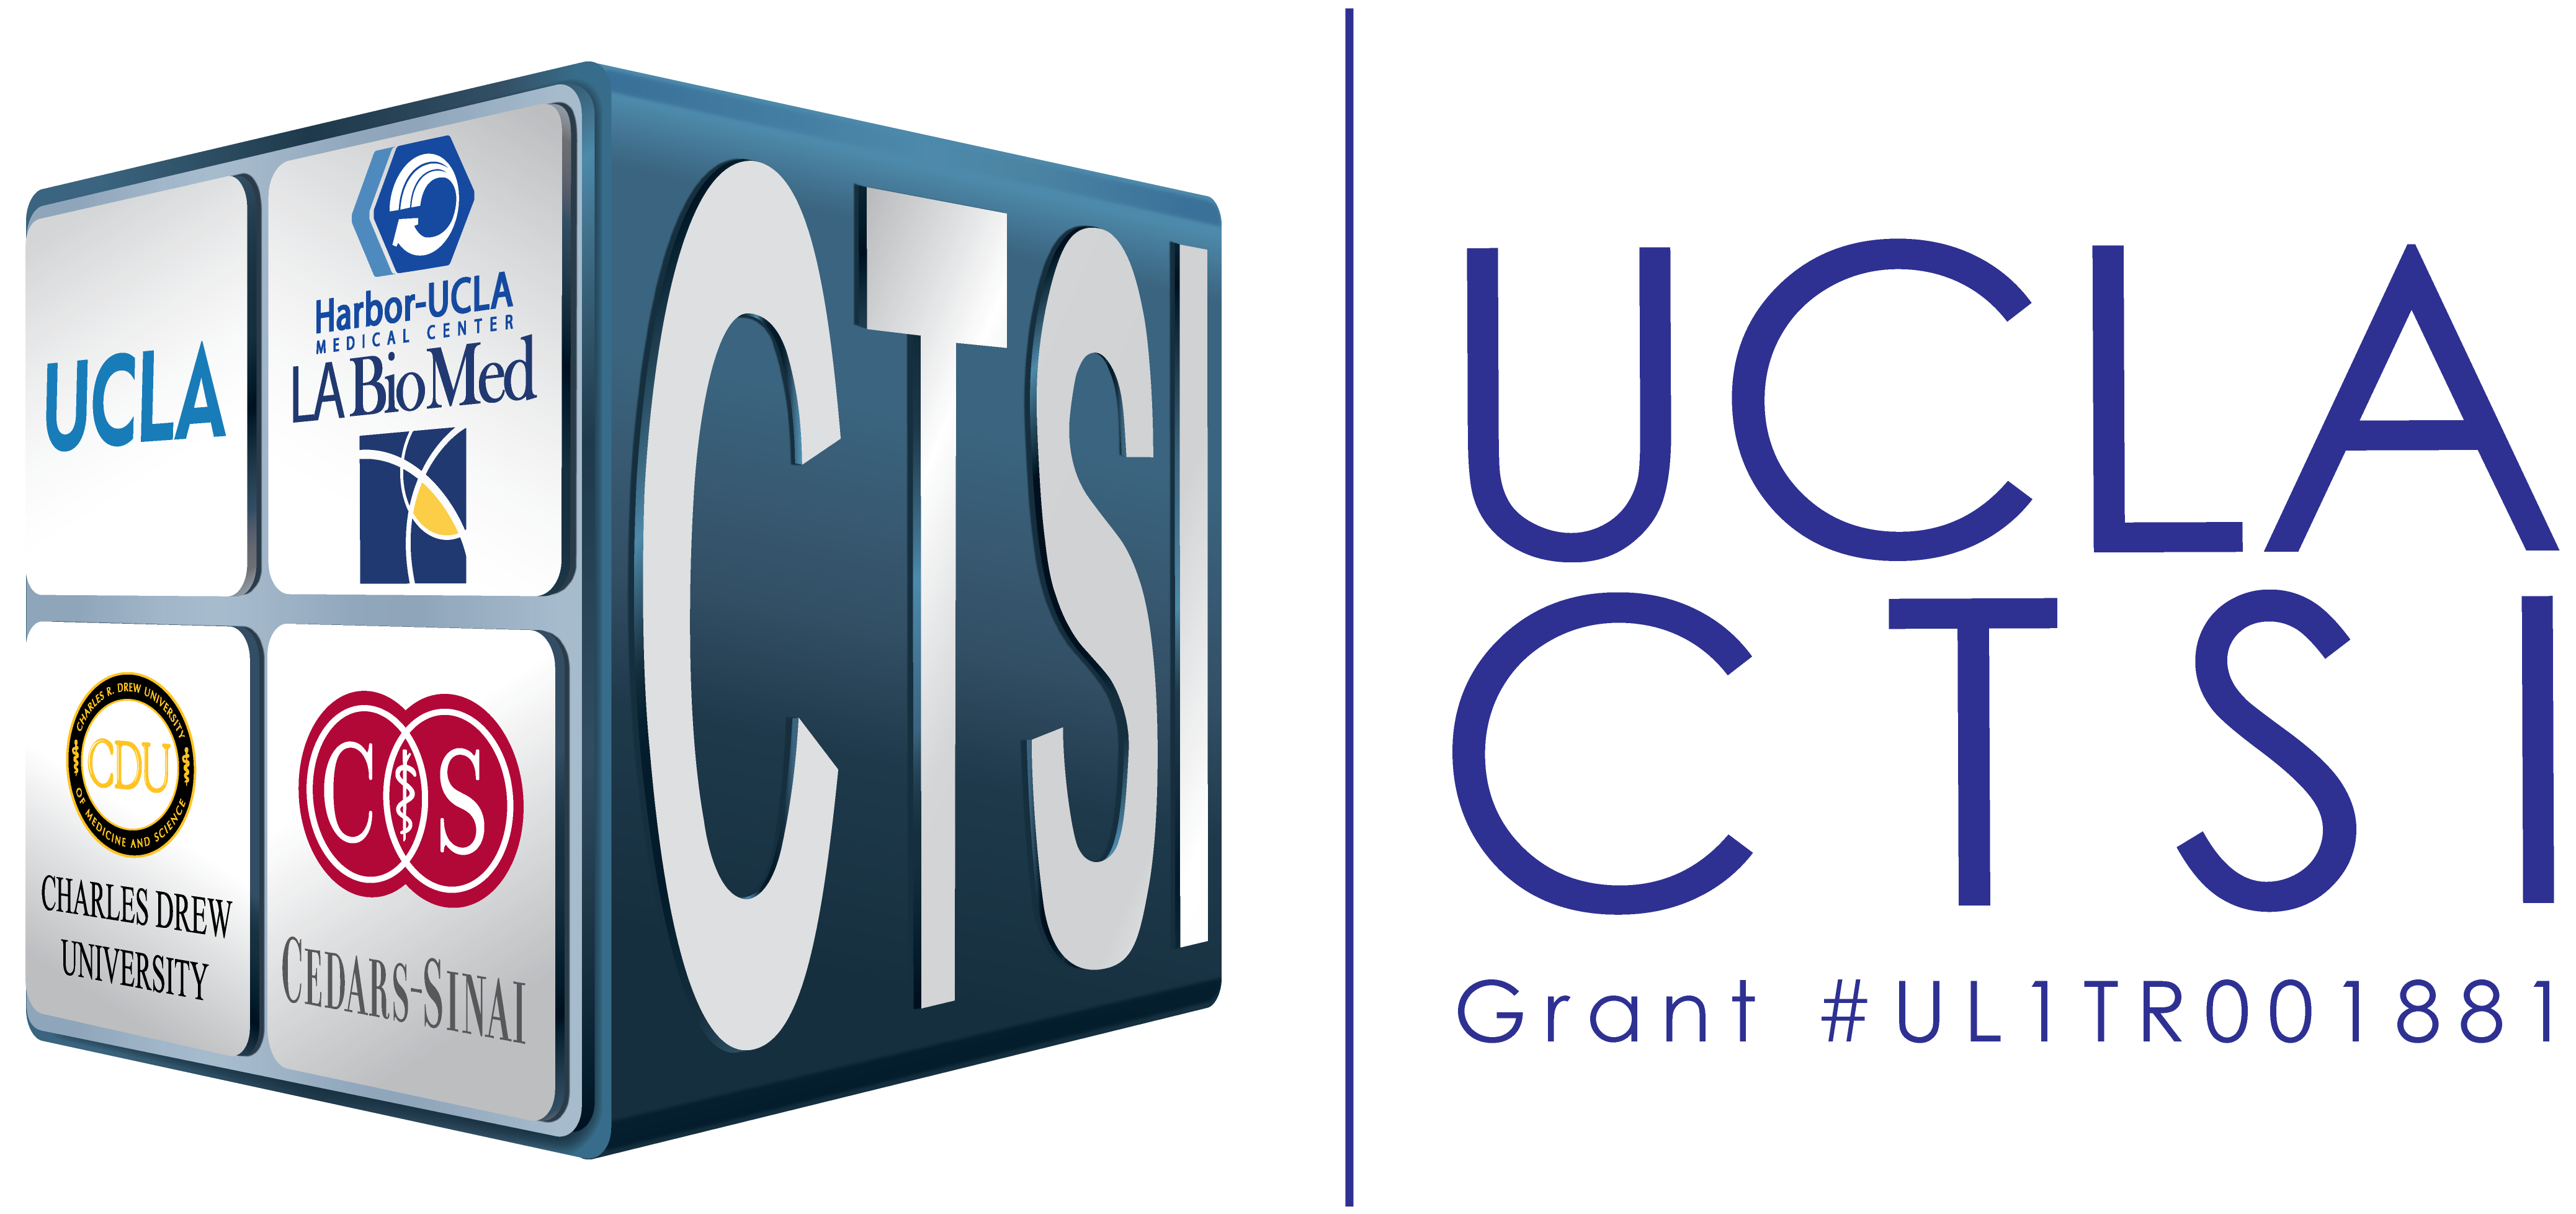 UCLA
Harbor-UCLA
MEDICAL CENTER
LA BioMed
CHARLES R. DREW UNIVERSITY
OF MEDICINE AND SCIENCE
CDU
CHARLES DREW
UNIVERSITY
C S
CEDARS-SINAI
CTSI
UCLA
CTSI
Grant #UL1TR001881